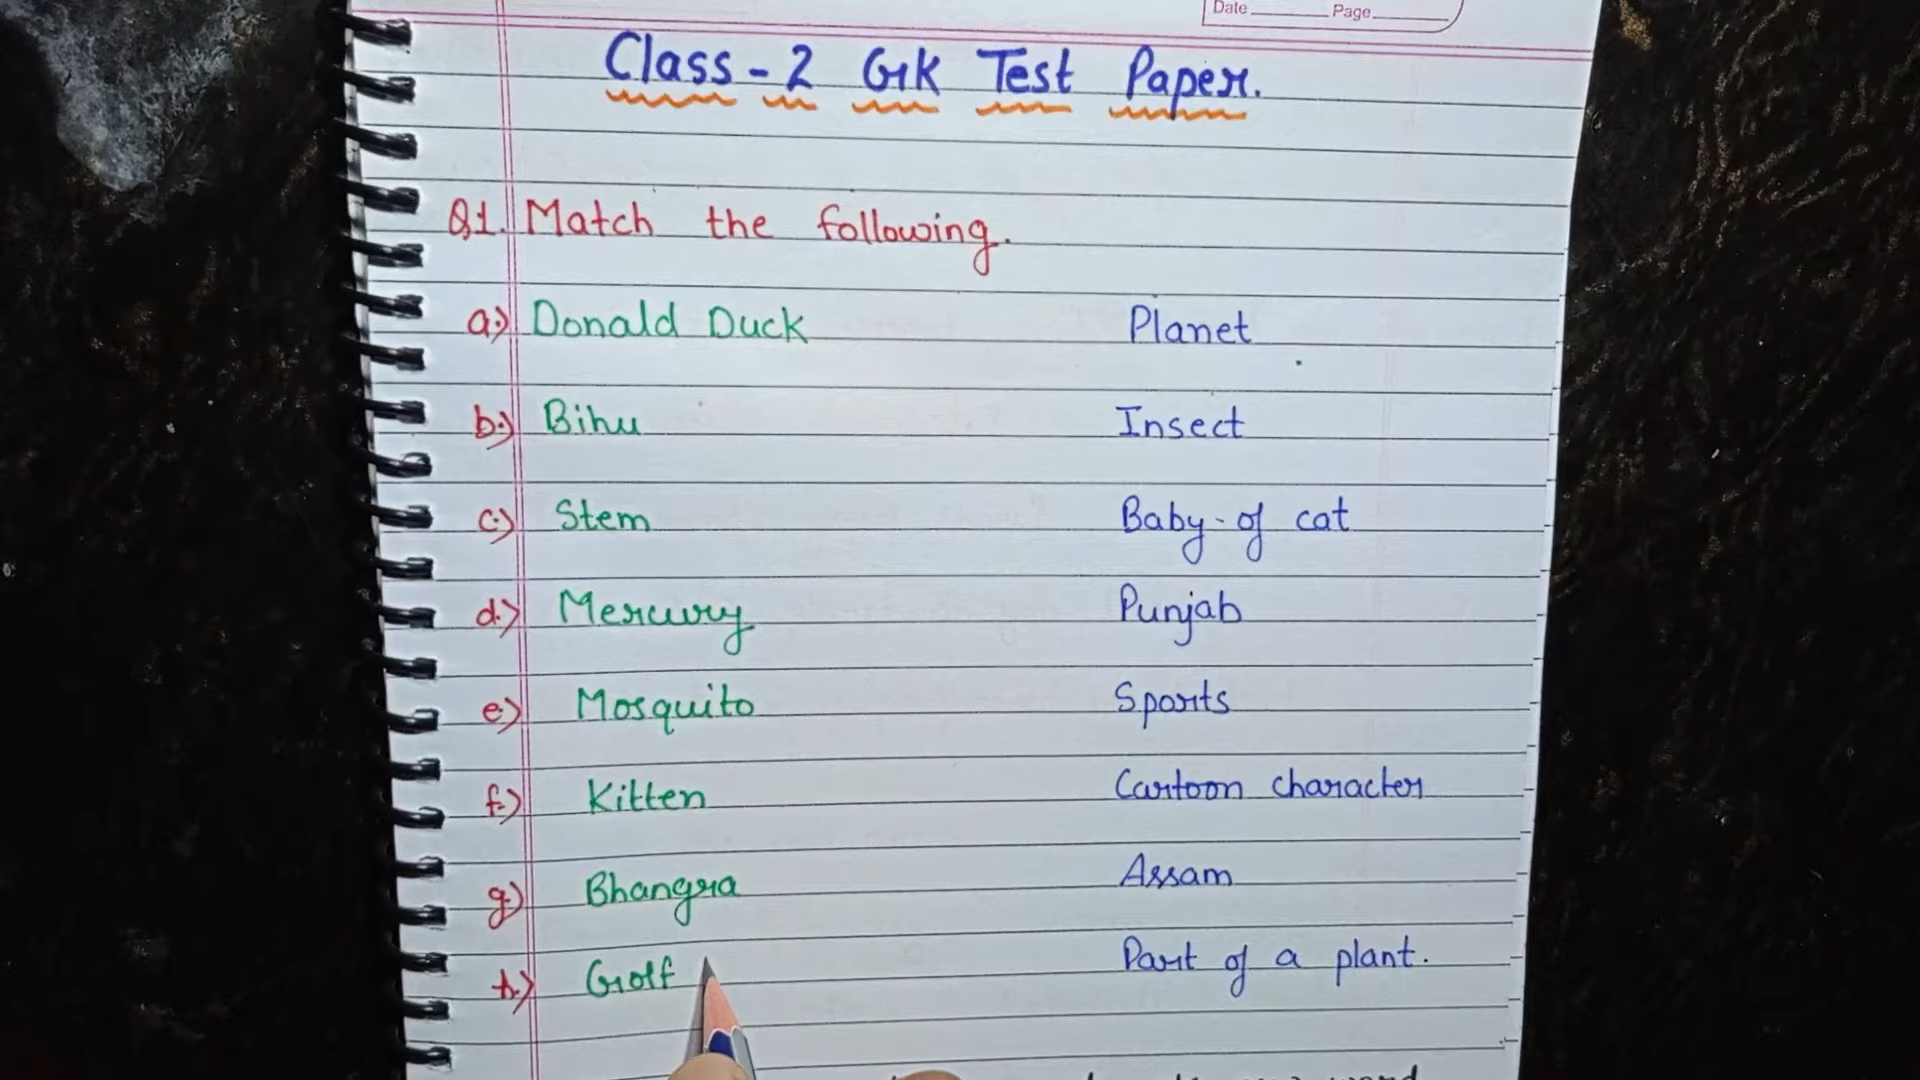 Date Page
Class-2 GK Test Paper.
Q1. Match the following.
a.) Donald Duck Planet
b.) Bihu Insect
c.) Stem Baby-of cat
d.) Mercury Punjab
e.) Mosquito Sports
f.) Kitten Cartoon character
g.) Bhangra Assam
h.) Golf Part of a plant.